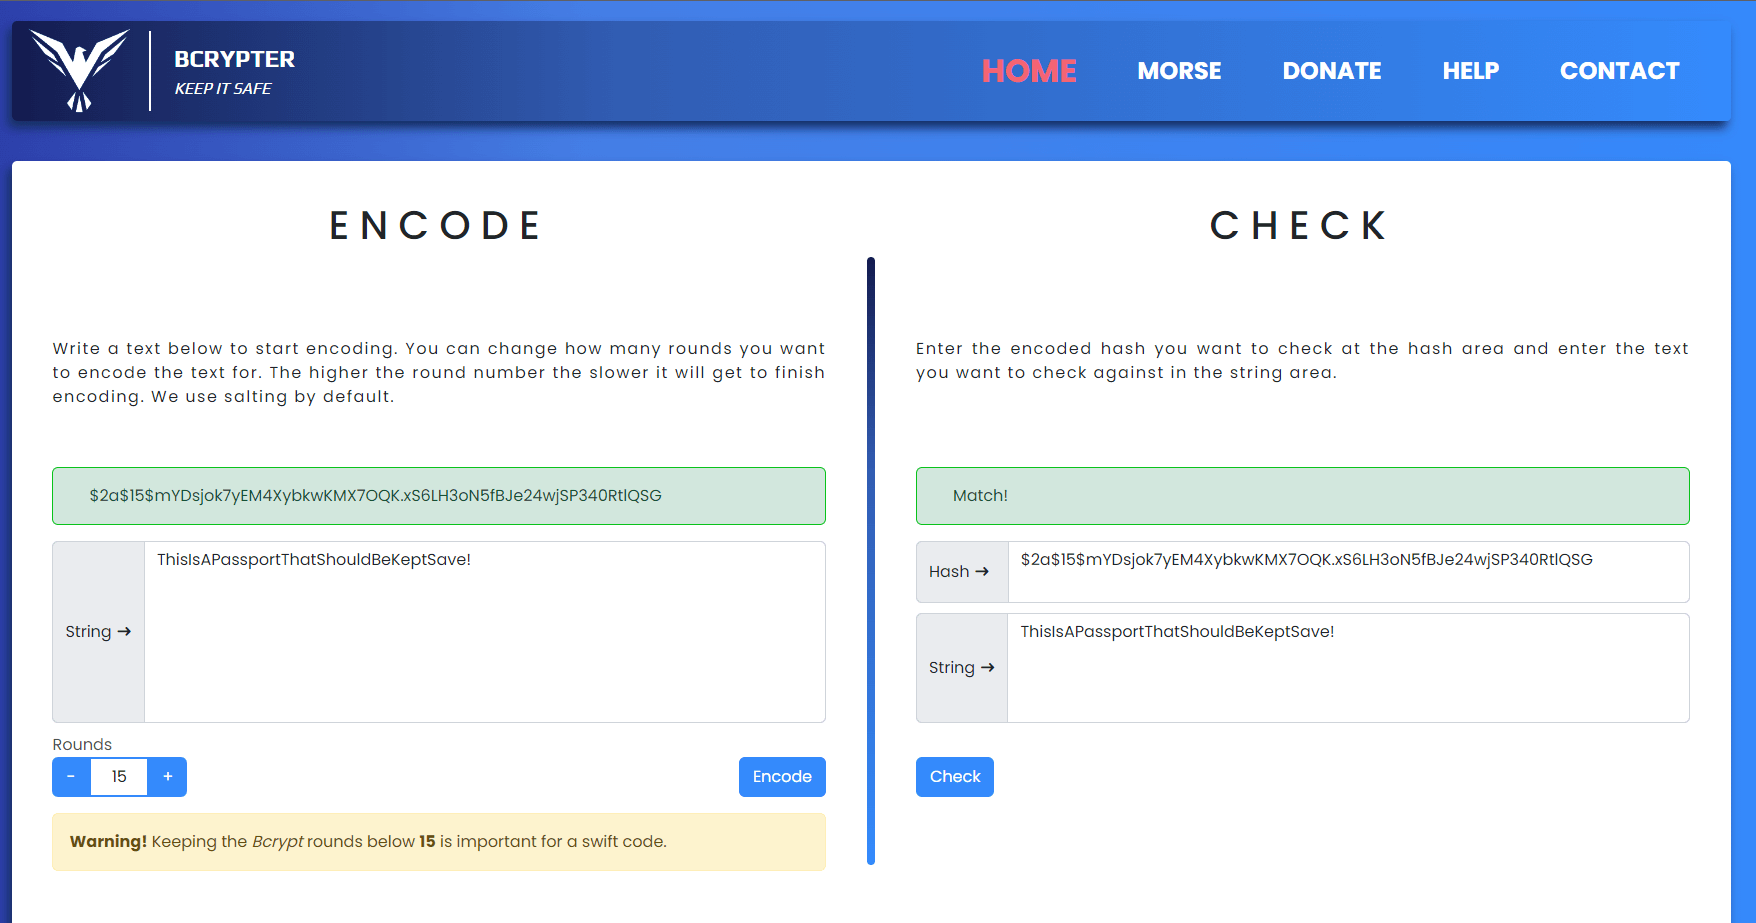 BCRYPTER
KEEP IT SAFE
HOME
MORSE
DONATE
HELP
CONTACT
ENCODE
Write a text below to start encoding. You can change how many rounds you want
to encode the text for. The higher the round number the slower it will get to finish
encoding. We use salting by default.
$2a$15$mYDsjok7yEM4XybkwKMX7OQK.xS6LH3oN5fBJe24wjSP340RtlQSG
String →
ThisIsAPassportThatShouldBeKeptSave!
Rounds
- 15 +
Encode
Warning! Keeping the Bcrypt rounds below 15 is important for a swift code.
CHECK
Enter the encoded hash you want to check at the hash area and enter the text
you want to check against in the string area.
Match!
Hash →
$2a$15$mYDsjok7yEM4XybkwKMX7OQK.xS6LH3oN5fBJe24wjSP340RtlQSG
String →
ThisIsAPassportThatShouldBeKeptSave!
Check